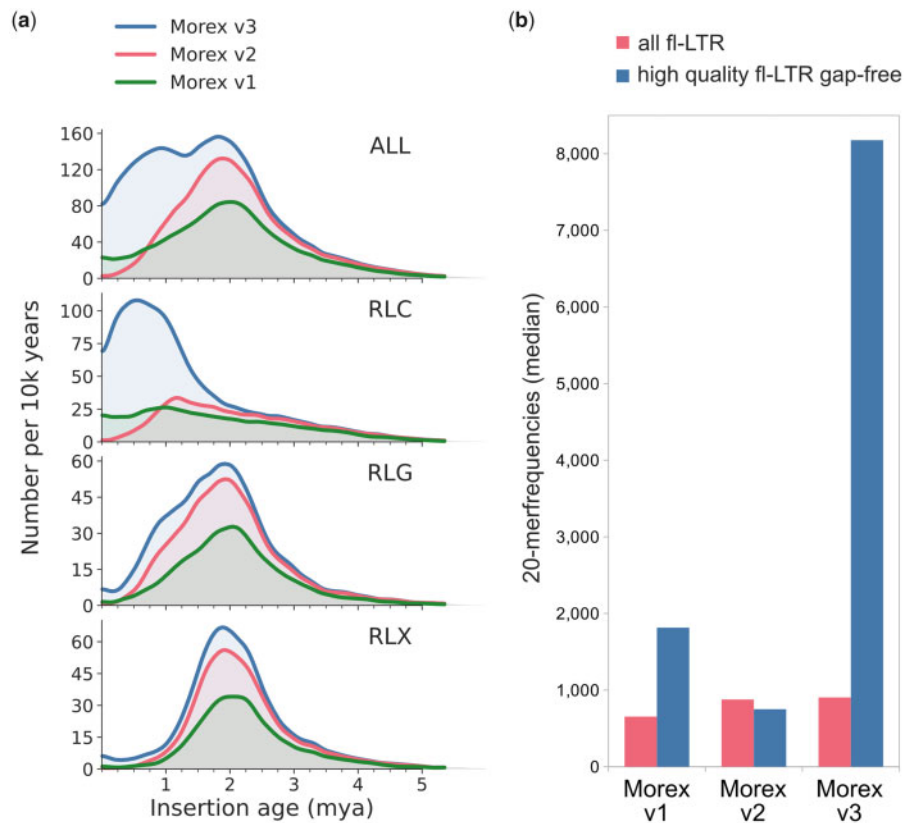 (a)
Morex v3
Morex v2
Morex v1
Number per 10k years
160
120
80
40
0
ALL
100
75
50
25
0
RLC
60
45
30
15
0
RLG
60
45
30
15
0
RLX
1 2 3 4 5
Insertion age (mya)
(b)
all fl-LTR
high quality fl-LTR gap-free
20-merfrequencies (median)
8,000
7,000
6,000
5,000
4,000
3,000
2,000
1,000
0
Morex
v1
Morex
v2
Morex
v3